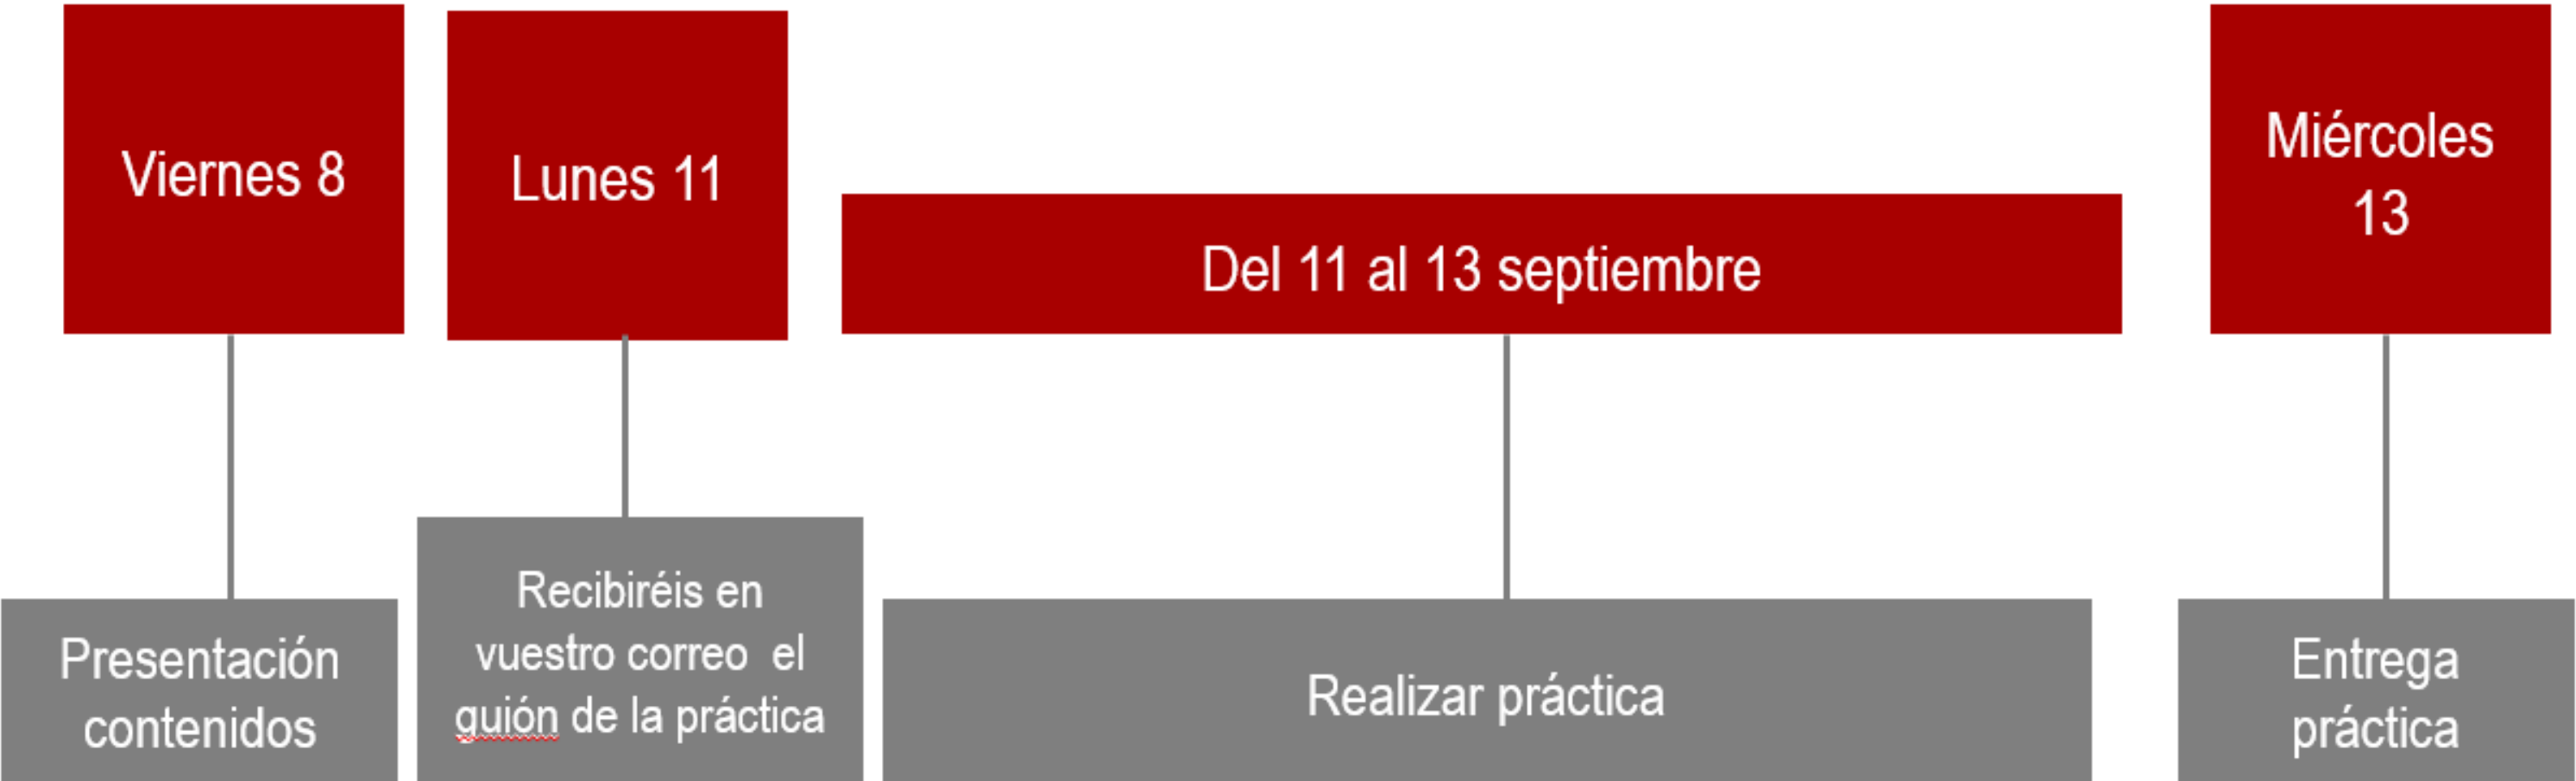 Viernes 8
Lunes 11
Del 11 al 13 septiembre
Miércoles
13
Presentación
contenidos
Recibiréis en
vuestro correo  el
guión de la práctica
Realizar práctica
Entrega
práctica